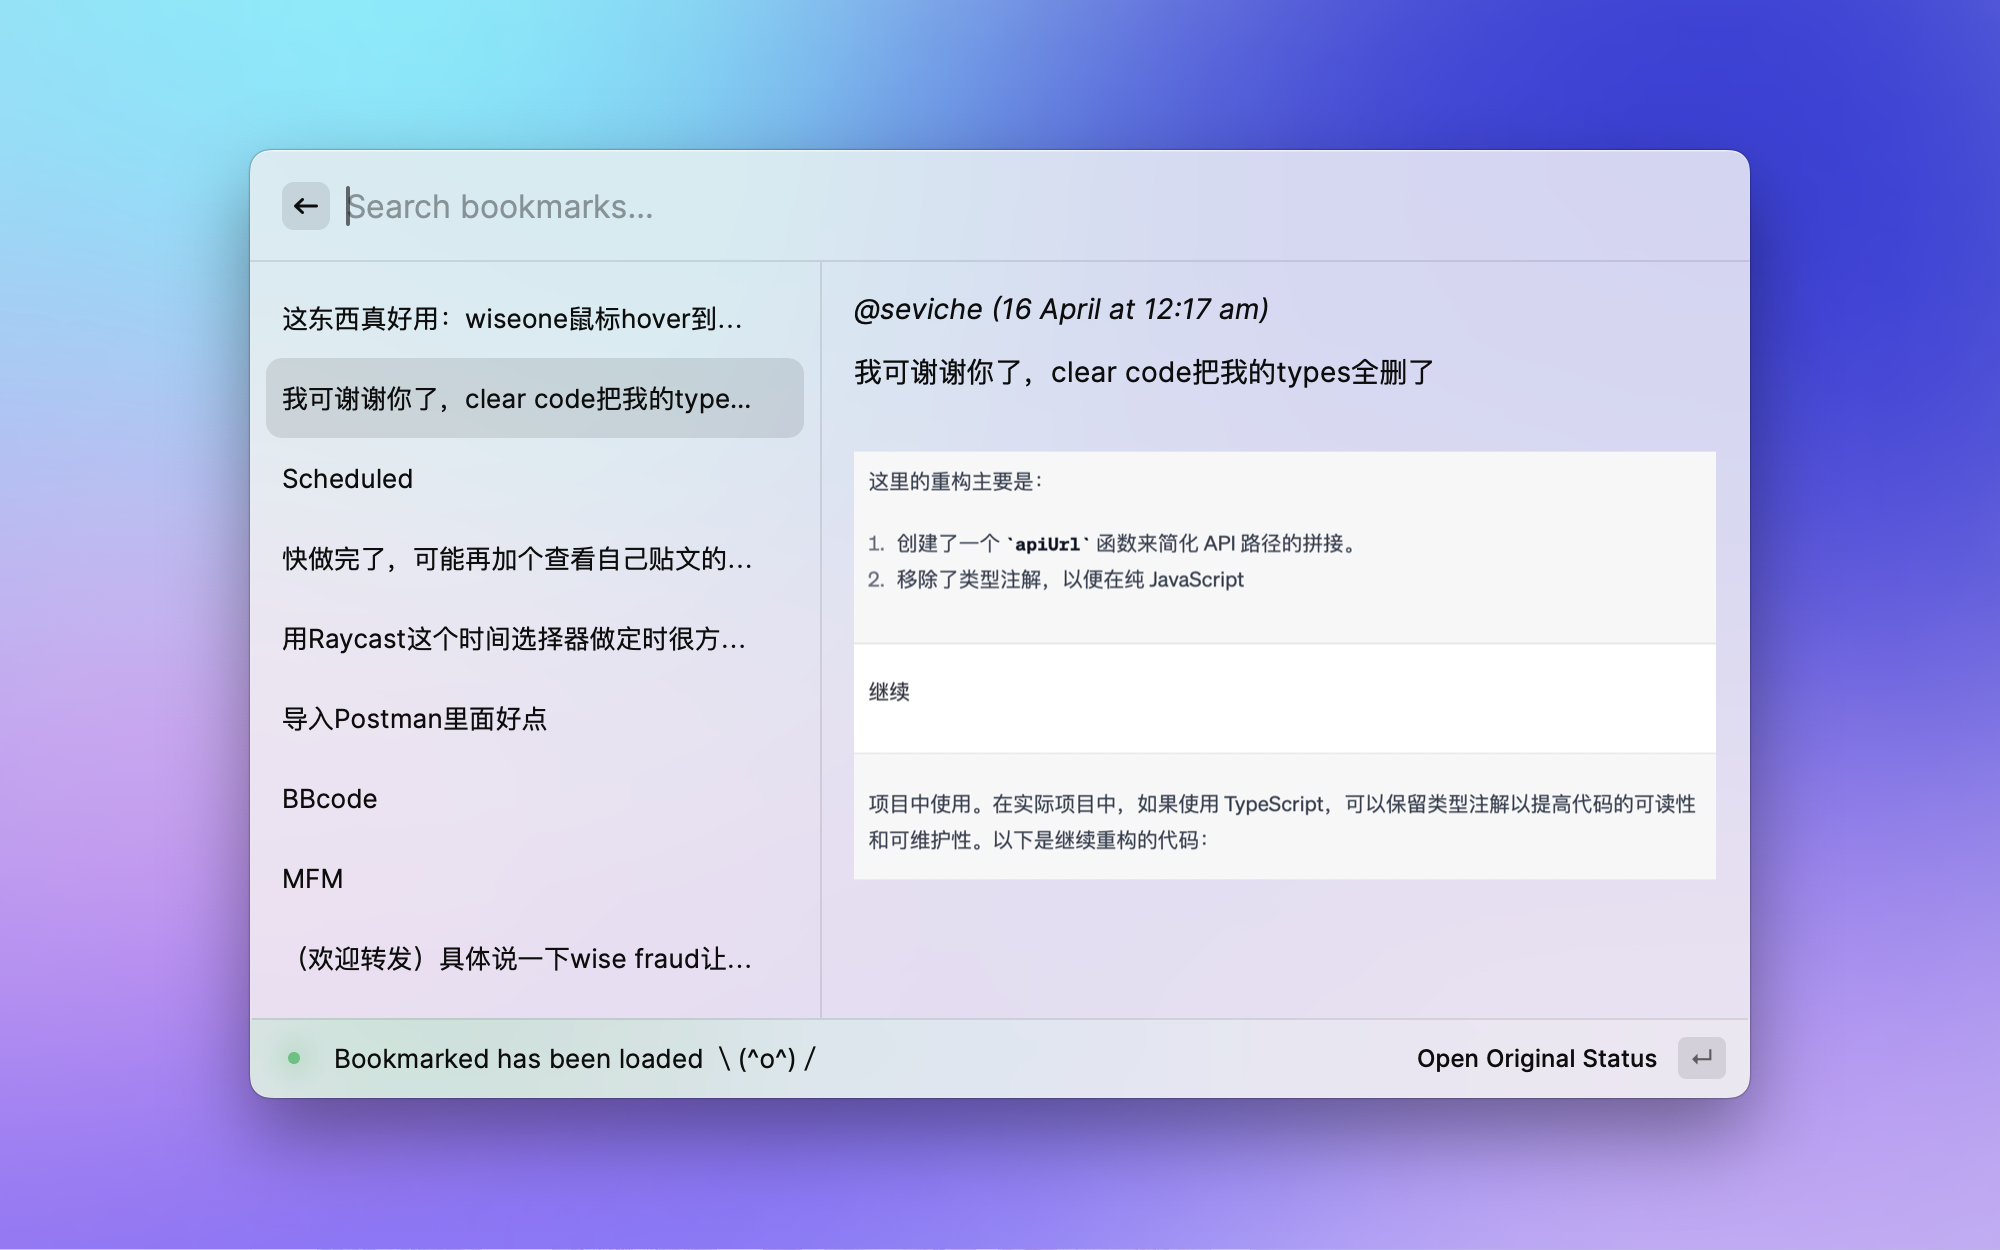 Search bookmarks...
这东西真好用：wiseone鼠标hover到...
我可谢谢你了，clear code把我的type...
Scheduled
快做完了，可能再加个查看自己贴文的...
用Raycast这个时间选择器做定时很方...
导入Postman里面好点
BBcode
MFM
（欢迎转发）具体说一下wise fraud让...
@seviche (16 April at 12:17 am)
我可谢谢你了，clear code把我的types全删了
这里的重构主要是：
1. 创建了一个 `apiUrl` 函数来简化 API 路径的拼接。
2. 移除了类型注解，以便在纯 JavaScript
继续
项目中使用。在实际项目中，如果使用 TypeScript，可以保留类型注解以提高代码的可读性
和可维护性。以下是继续重构的代码：
Bookmarked has been loaded \ (^o^) /
Open Original Status